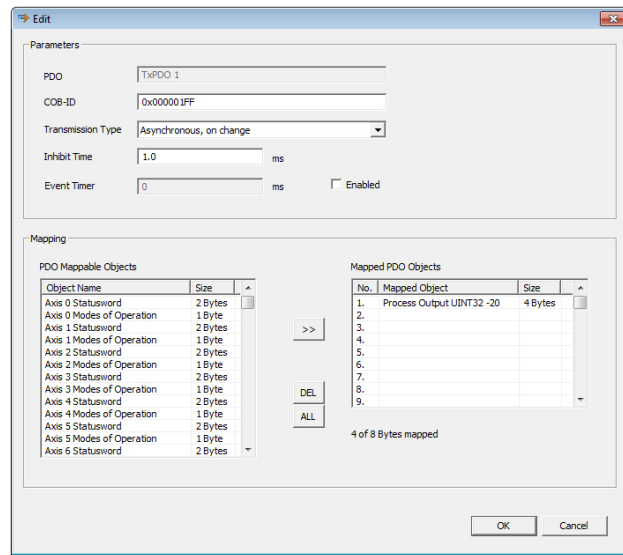 Edit
Parameters
PDO TxPDO 1
COB-ID 0x000001FF
Transmission Type Asynchronous, on change
Inhibit Time 1.0 ms
Event Timer 0 ms Enabled
Mapping
PDO Mappable Objects
Object Name Size
Axis 0 Statusword 2 Bytes
Axis 0 Modes of Operation 1 Byte
Axis 1 Statusword 2 Bytes
Axis 1 Modes of Operation 1 Byte
Axis 2 Statusword 2 Bytes
Axis 2 Modes of Operation 1 Byte
Axis 3 Statusword 2 Bytes
Axis 3 Modes of Operation 1 Byte
Axis 4 Statusword 2 Bytes
Axis 4 Modes of Operation 1 Byte
Axis 5 Statusword 2 Bytes
Axis 5 Modes of Operation 1 Byte
Axis 6 Statusword 2 Bytes
>>
DEL
ALL
Mapped PDO Objects
No. Mapped Object Size
1. Process Output UINT32 -20 4 Bytes
2.
3.
4.
5.
6.
7.
8.
9.
4 of 8 Bytes mapped
OK Cancel